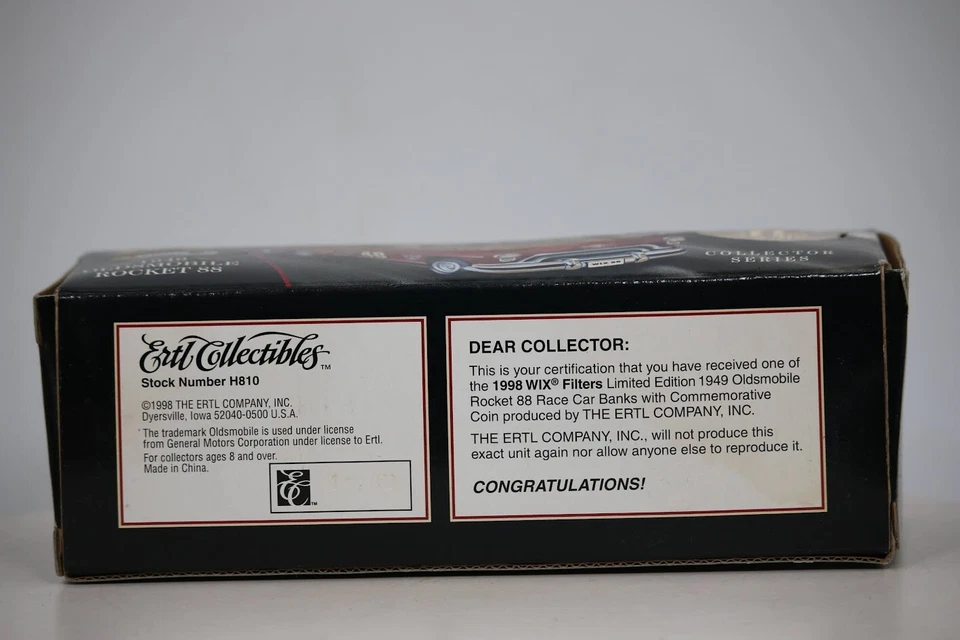 ROCKET 88
WIX 88
COLLECTOR
SERIES
Ertl Collectibles™
Stock Number H810
©1998 THE ERTL COMPANY, INC.
Dyersville, Iowa 52040-0500 U.S.A.
The trademark Oldsmobile is used under license
from General Motors Corporation under license to Ertl.
For collectors ages 8 and over.
Made in China.
DEAR COLLECTOR:
This is your certification that you have received one of
the 1998 WIX® Filters Limited Edition 1949 Oldsmobile
Rocket 88 Race Car Banks with Commemorative
Coin produced by THE ERTL COMPANY, INC.
THE ERTL COMPANY, INC., will not produce this
exact unit again nor allow anyone else to reproduce it.
CONGRATULATIONS!